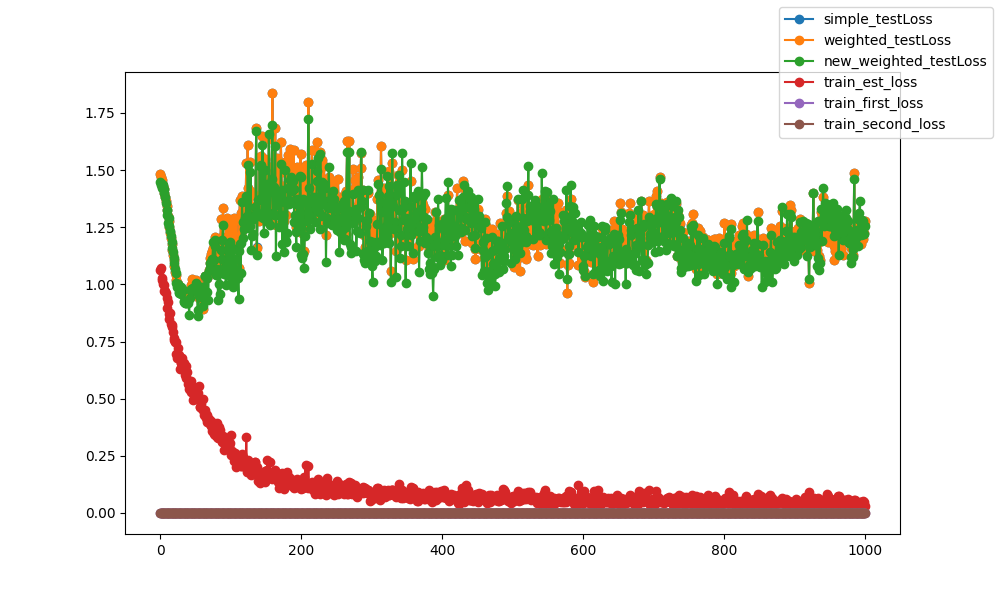 simple_testLoss
weighted_testLoss
new_weighted_testLoss
train_est_loss
train_first_loss
train_second_loss
1.75
1.50
1.25
1.00
0.75
0.50
0.25
0.00
0 200 400 600 800 1000